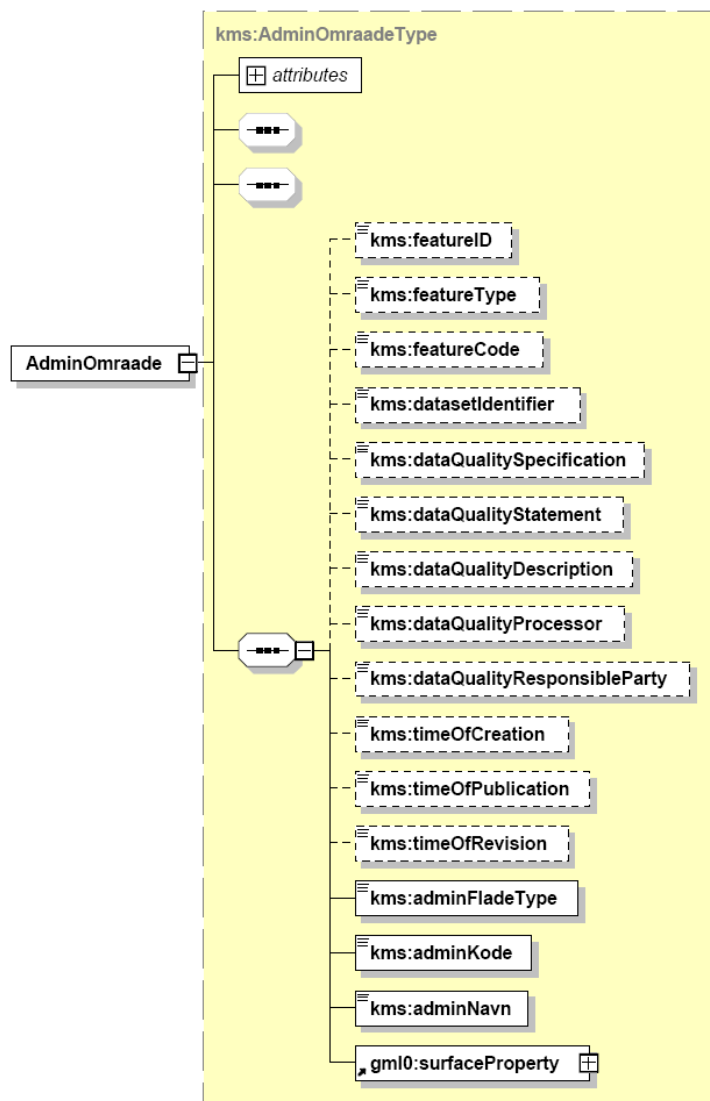 kms:AdminOmraadeType
attributes
kms:featureID
kms:featureType
kms:featureCode
AdminOmraade
kms:datasetIdentifier
kms:dataQualitySpecification
kms:dataQualityStatement
kms:dataQualityDescription
kms:dataQualityProcessor
kms:dataQualityResponsibleParty
kms:timeOfCreation
kms:timeOfPublication
kms:timeOfRevision
kms:adminFladeType
kms:adminKode
kms:adminNavn
gml0:surfaceProperty